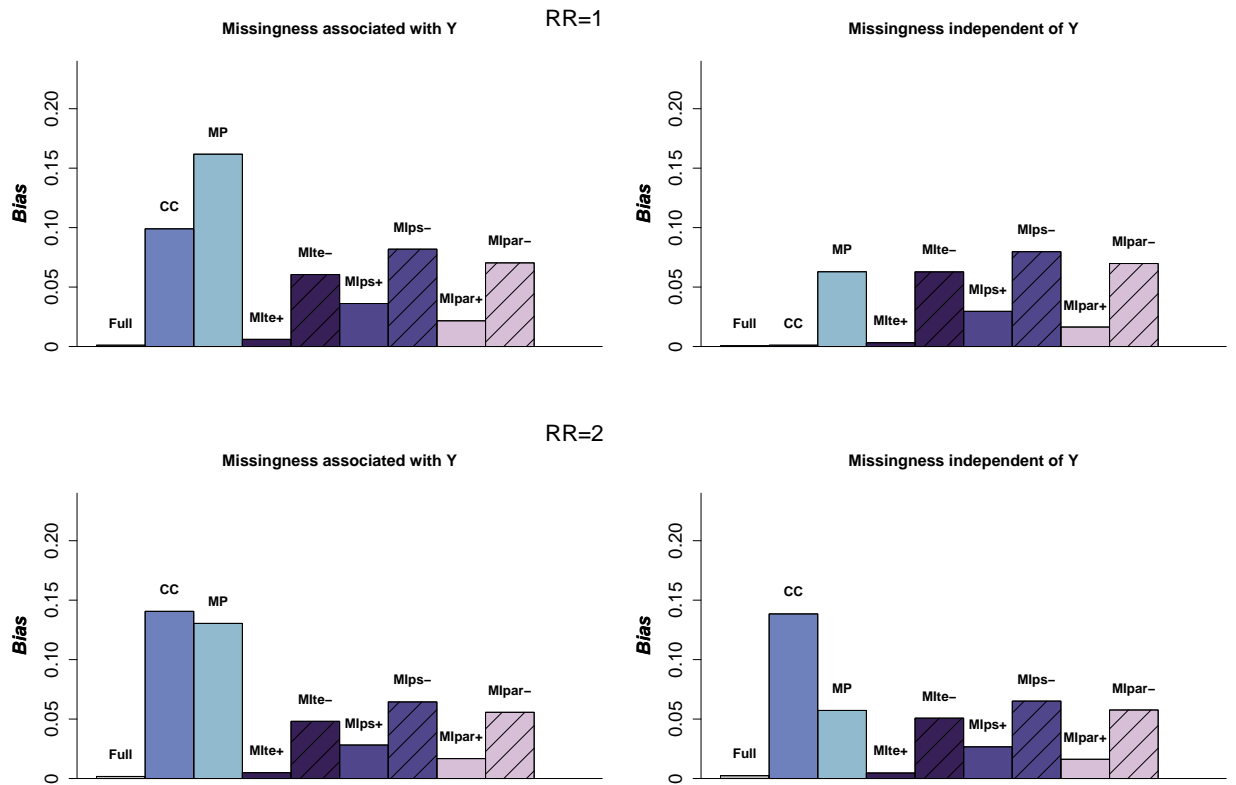 RR=1
Missingness associated with Y
Missingness independent of Y
Bias
0
0.05
0.10
0.15
0.20
Full
CC
MP
MIte+
MIte−
MIps+
MIps−
MIpar+
MIpar−
Bias
0
0.05
0.10
0.15
0.20
Full
CC
MP
MIte+
MIte−
MIps+
MIps−
MIpar+
MIpar−
RR=2
Missingness associated with Y
Missingness independent of Y
Bias
0
0.05
0.10
0.15
0.20
Full
CC
MP
MIte+
MIte−
MIps+
MIps−
MIpar+
MIpar−
Bias
0
0.05
0.10
0.15
0.20
Full
CC
MP
MIte+
MIte−
MIps+
MIps−
MIpar+
MIpar−